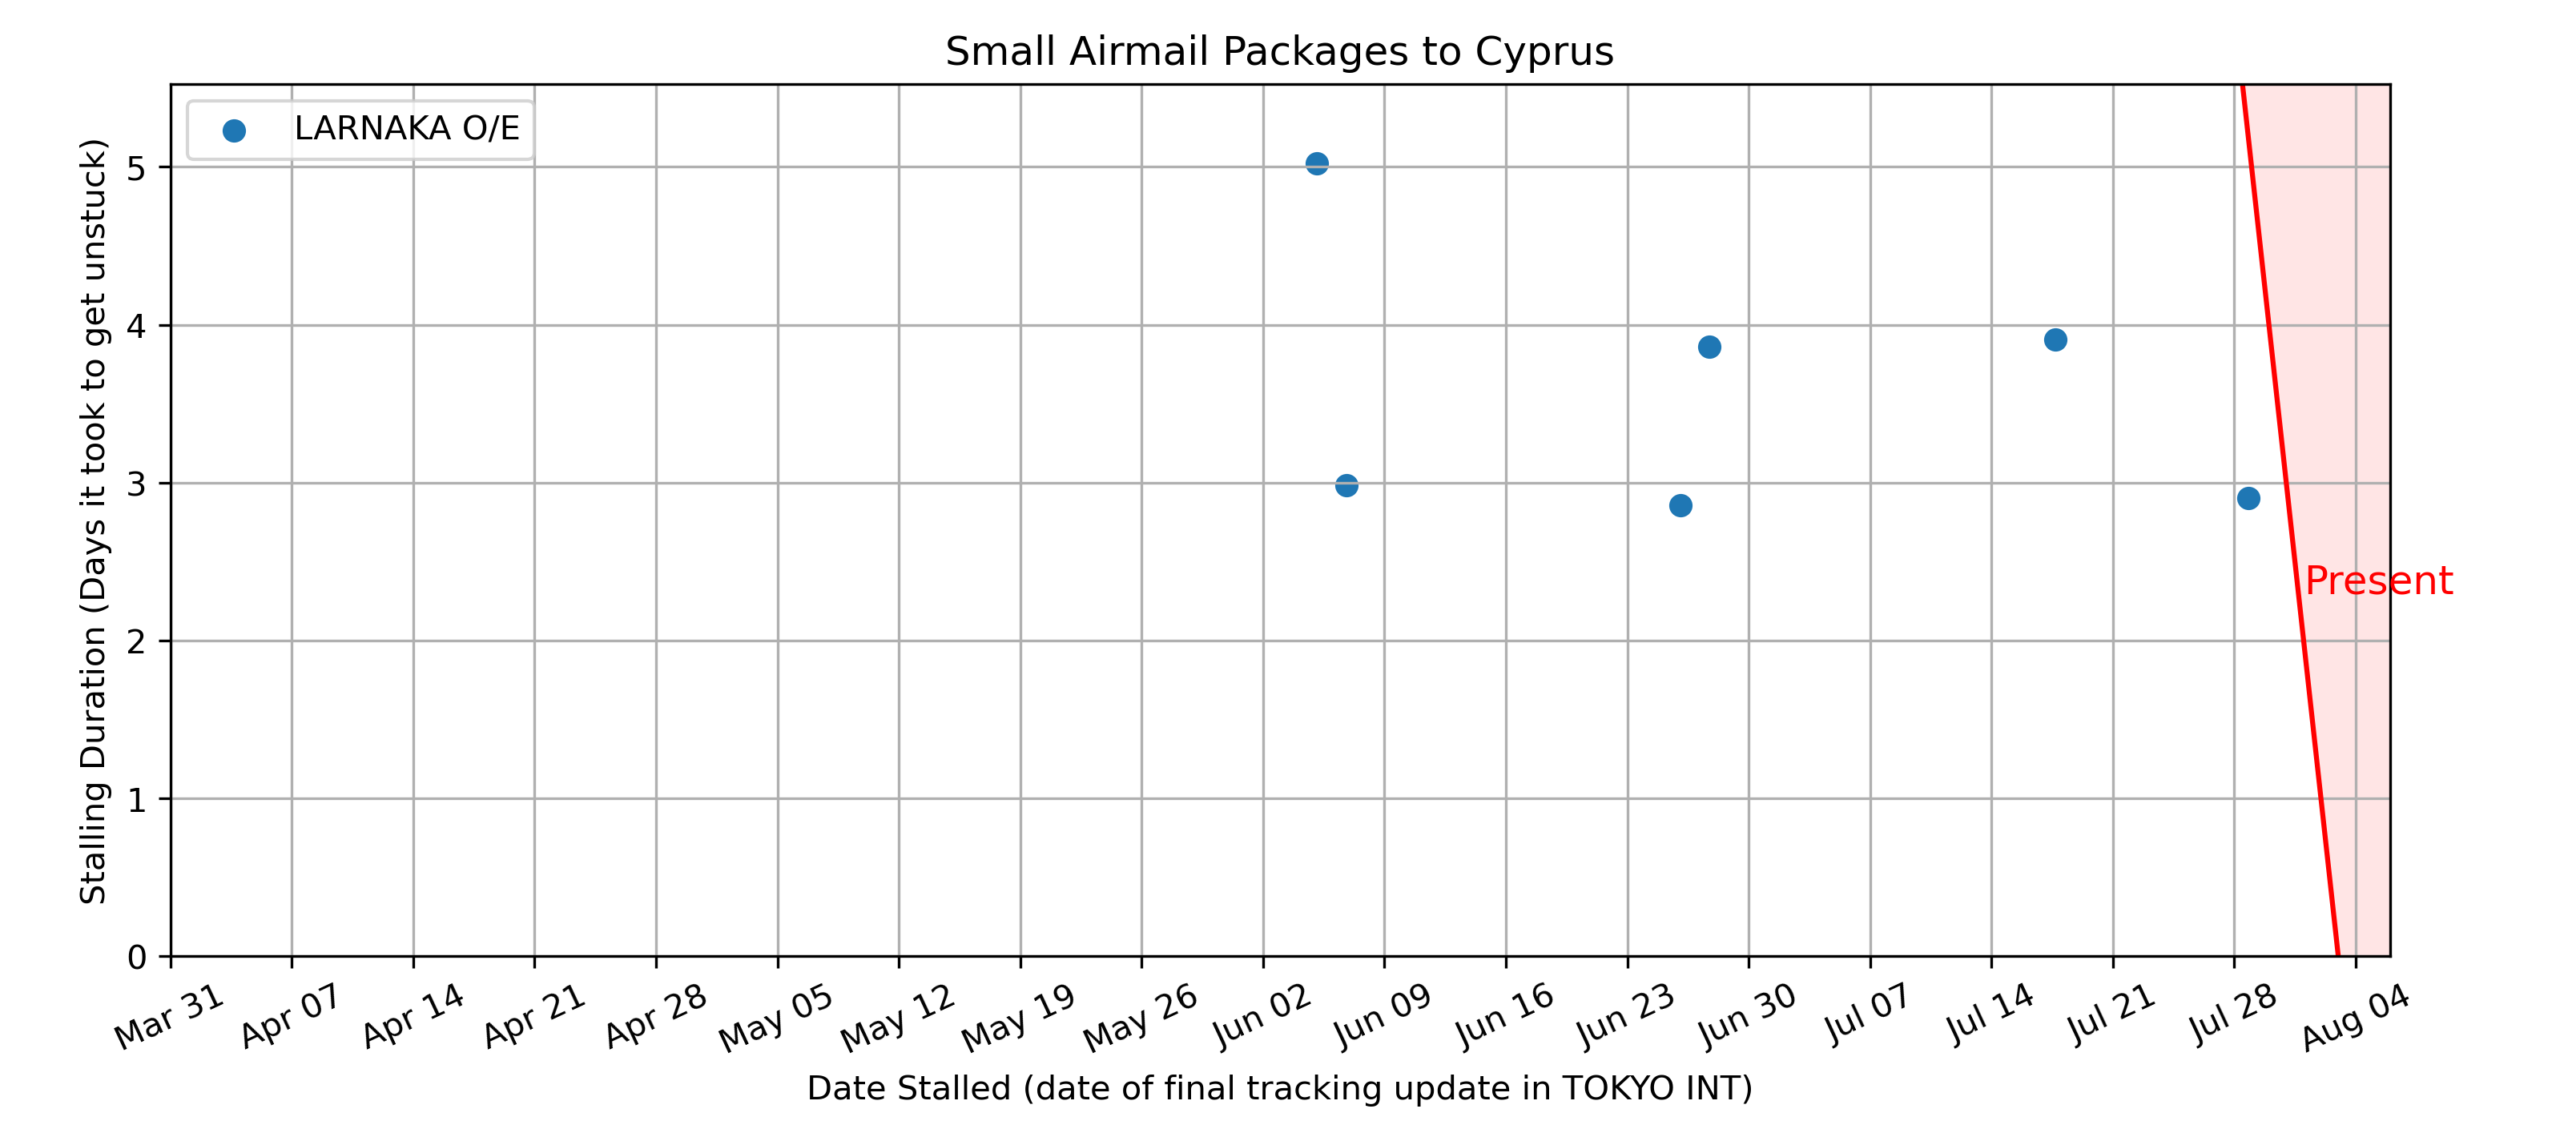 Small Airmail Packages to Cyprus
LARNAKA O/E
Stalling Duration (Days it took to get unstuck)
5
4
3
2
1
0
Present
Mar 31
Apr 07
Apr 14
Apr 21
Apr 28
May 05
May 12
May 19
May 26
Jun 02
Jun 09
Jun 16
Jun 23
Jun 30
Jul 07
Jul 14
Jul 21
Jul 28
Aug 04
Date Stalled (date of final tracking update in TOKYO INT)